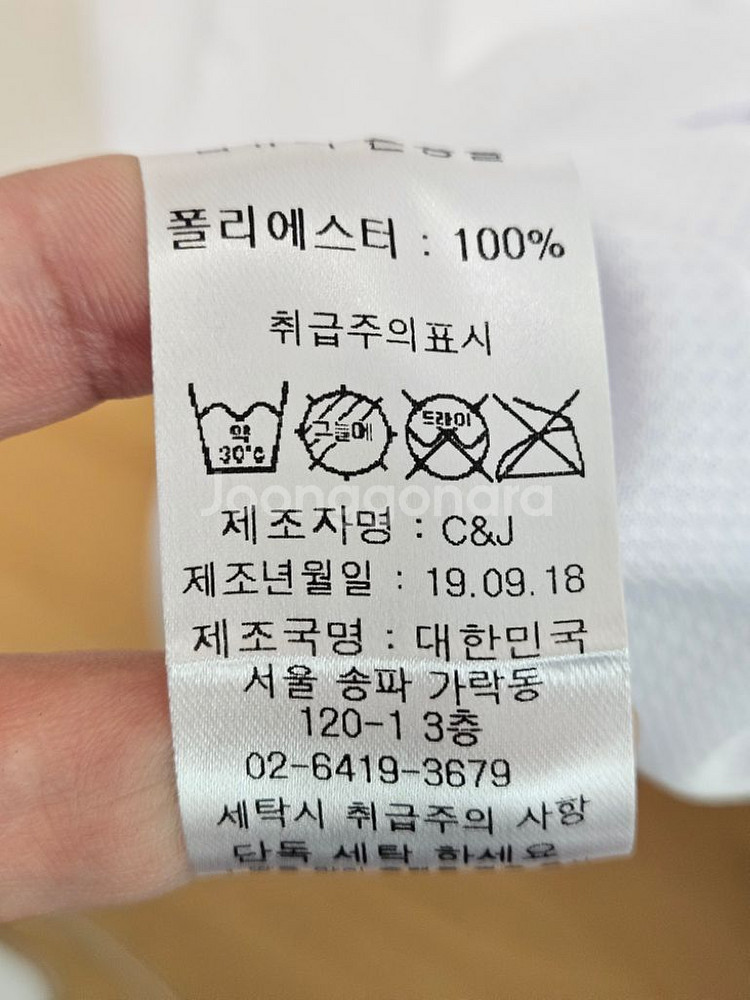 폴리에스터 : 100%
취급주의표시
약 30℃ 그늘에 드라이
Joonggonara
제조자명 : C&J
제조년월일 : 19.09.18
제조국명 : 대한민국
서울 송파 가락동
120-1 3층
02-6419-3679
세탁시 취급주의 사항
단독 세탁 하세요